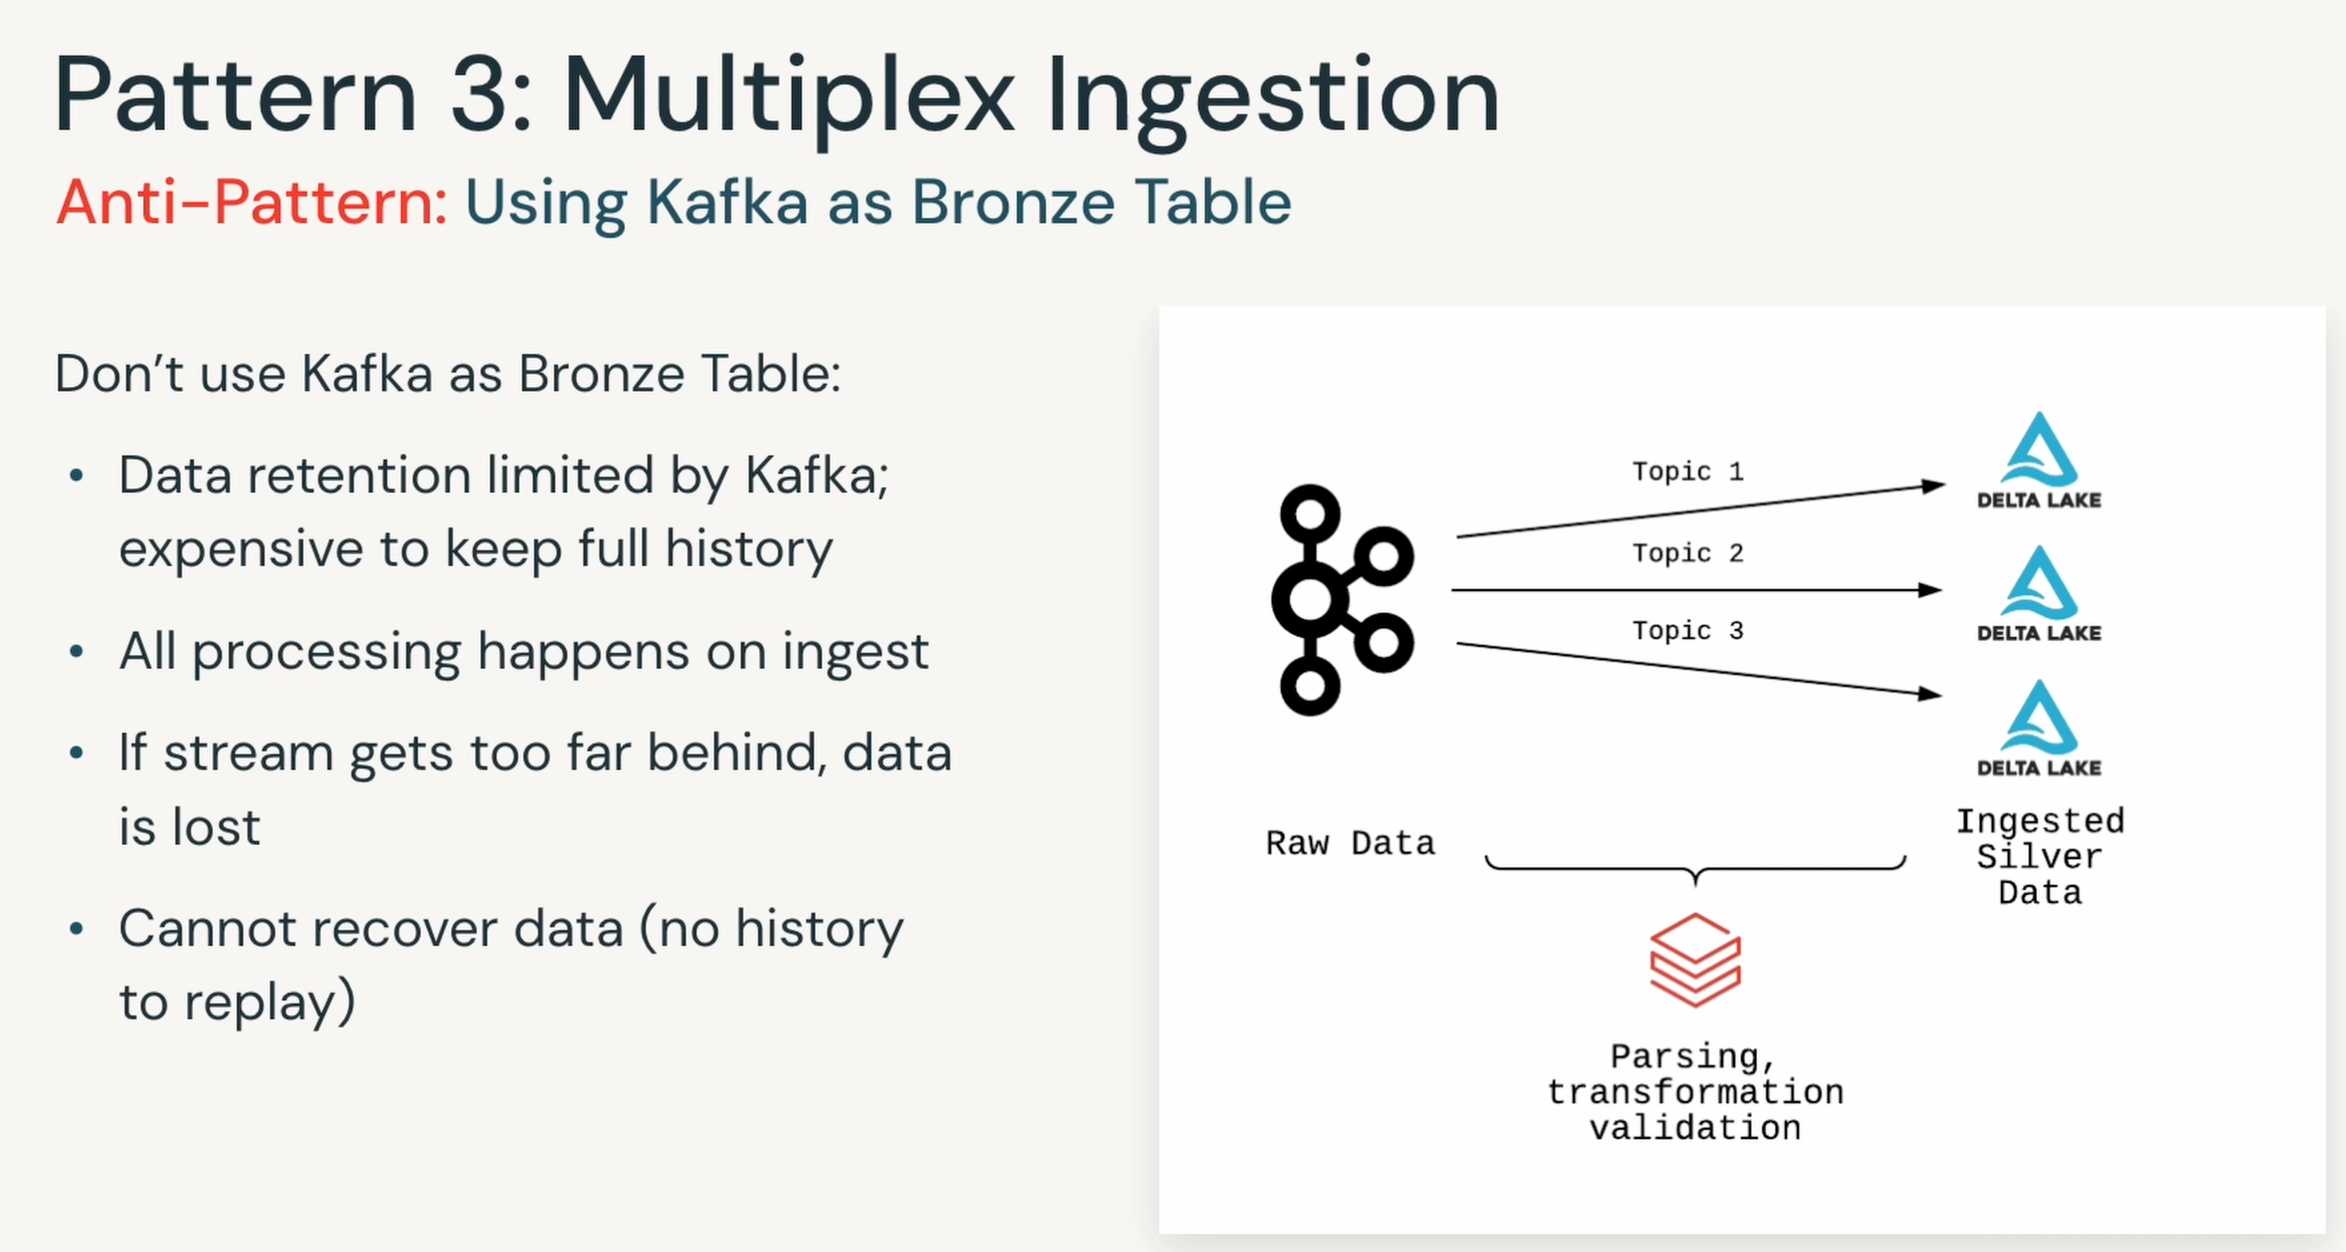 Pattern 3: Multiplex Ingestion
Anti-Pattern: Using Kafka as Bronze Table
Don’t use Kafka as Bronze Table:
• Data retention limited by Kafka;
expensive to keep full history
• All processing happens on ingest
• If stream gets too far behind, data
is lost
• Cannot recover data (no history
to replay)
Topic 1
DELTA LAKE
Topic 2
DELTA LAKE
Topic 3
DELTA LAKE
Raw Data
Ingested
Silver
Data
Parsing,
transformation
validation